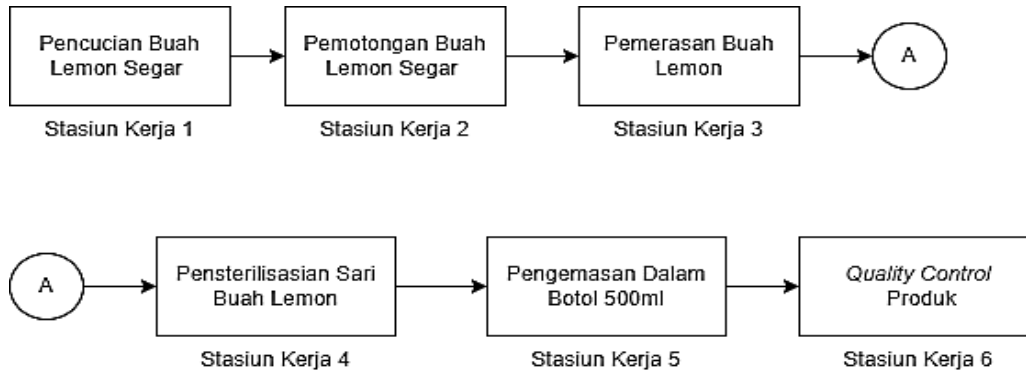 Pencucian Buah
Lemon Segar
Stasiun Kerja 1
Pemotongan Buah
Lemon Segar
Stasiun Kerja 2
Pemerasan Buah
Lemon
Stasiun Kerja 3
A
A
Pensterilisasian Sari
Buah Lemon
Stasiun Kerja 4
Pengemasan Dalam
Botol 500ml
Stasiun Kerja 5
Quality Control
Produk
Stasiun Kerja 6